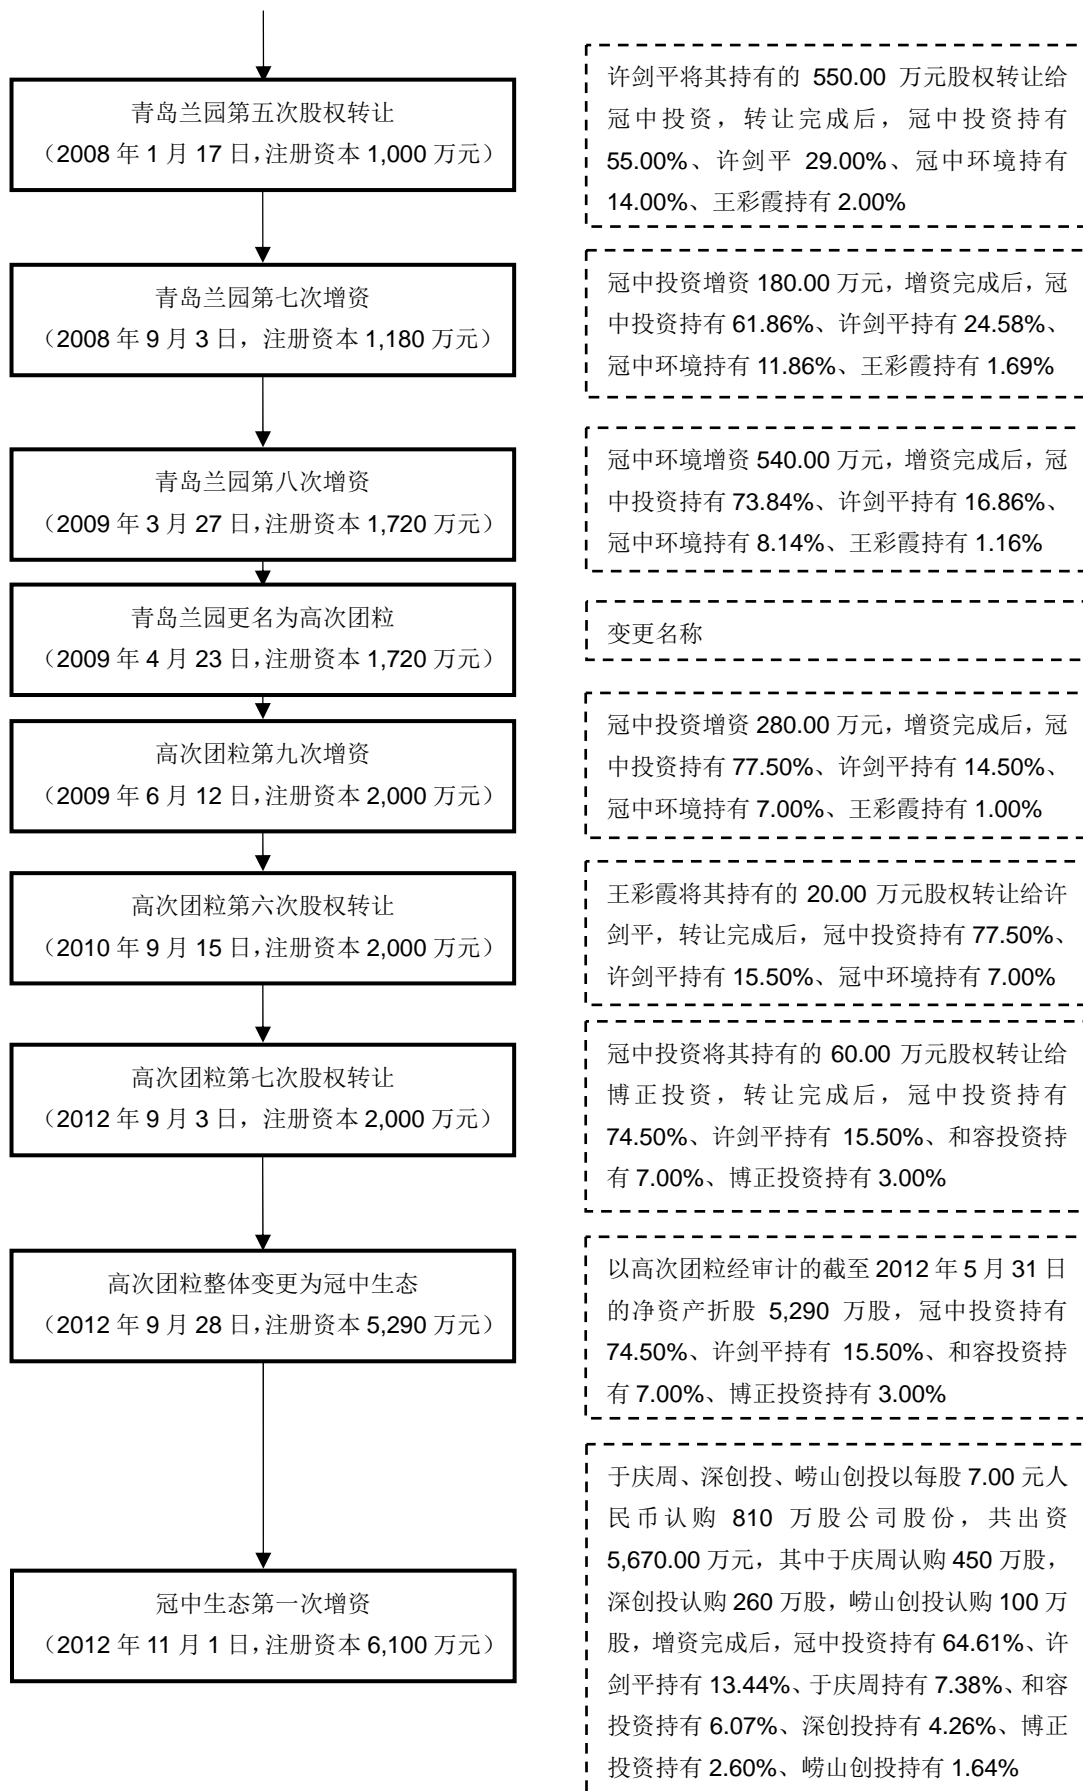 青岛兰园第五次股权转让
（2008 年 1 月 17 日，注册资本 1,000 万元）
许剑平将其持有的 550.00 万元股权转让给
冠中投资，转让完成后，冠中投资持有
55.00%、许剑平 29.00%、冠中环境持有
14.00%、王彩霞持有 2.00%
青岛兰园第七次增资
（2008 年 9 月 3 日，注册资本 1,180 万元）
冠中投资增资 180.00 万元，增资完成后，冠
中投资持有 61.86%、许剑平持有 24.58%、
冠中环境持有 11.86%、王彩霞持有 1.69%
青岛兰园第八次增资
（2009 年 3 月 27 日，注册资本 1,720 万元）
冠中环境增资 540.00 万元，增资完成后，冠
中投资持有 73.84%、许剑平持有 16.86%、
冠中环境持有 8.14%、王彩霞持有 1.16%
青岛兰园更名为高次团粒
（2009 年 4 月 23 日，注册资本 1,720 万元）
变更名称
高次团粒第九次增资
（2009 年 6 月 12 日，注册资本 2,000 万元）
冠中投资增资 280.00 万元，增资完成后，冠
中投资持有 77.50%、许剑平持有 14.50%、
冠中环境持有 7.00%、王彩霞持有 1.00%
高次团粒第六次股权转让
（2010 年 9 月 15 日，注册资本 2,000 万元）
王彩霞将其持有的 20.00 万元股权转让给许
剑平，转让完成后，冠中投资持有 77.50%、
许剑平持有 15.50%、冠中环境持有 7.00%
高次团粒第七次股权转让
（2012 年 9 月 3 日，注册资本 2,000 万元）
冠中投资将其持有的 60.00 万元股权转让给
博正投资，转让完成后，冠中投资持有
74.50%、许剑平持有 15.50%、和容投资持
有 7.00%、博正投资持有 3.00%
高次团粒整体变更为冠中生态
（2012 年 9 月 28 日，注册资本 5,290 万元）
以高次团粒经审计的截至 2012 年 5 月 31 日
的净资产折股 5,290 万股，冠中投资持有
74.50%、许剑平持有 15.50%、和容投资持
有 7.00%、博正投资持有 3.00%
冠中生态第一次增资
（2012 年 11 月 1 日，注册资本 6,100 万元）
于庆周、深创投、崂山创投以每股 7.00 元人
民币认购 810 万股公司股份，共出资
5,670.00 万元，其中于庆周认购 450 万股，
深创投认购 260 万股，崂山创投认购 100 万
股，增资完成后，冠中投资持有 64.61%、许
剑平持有 13.44%、于庆周持有 7.38%、和容
投资持有 6.07%、深创投持有 4.26%、博正
投资持有 2.60%、崂山创投持有 1.64%